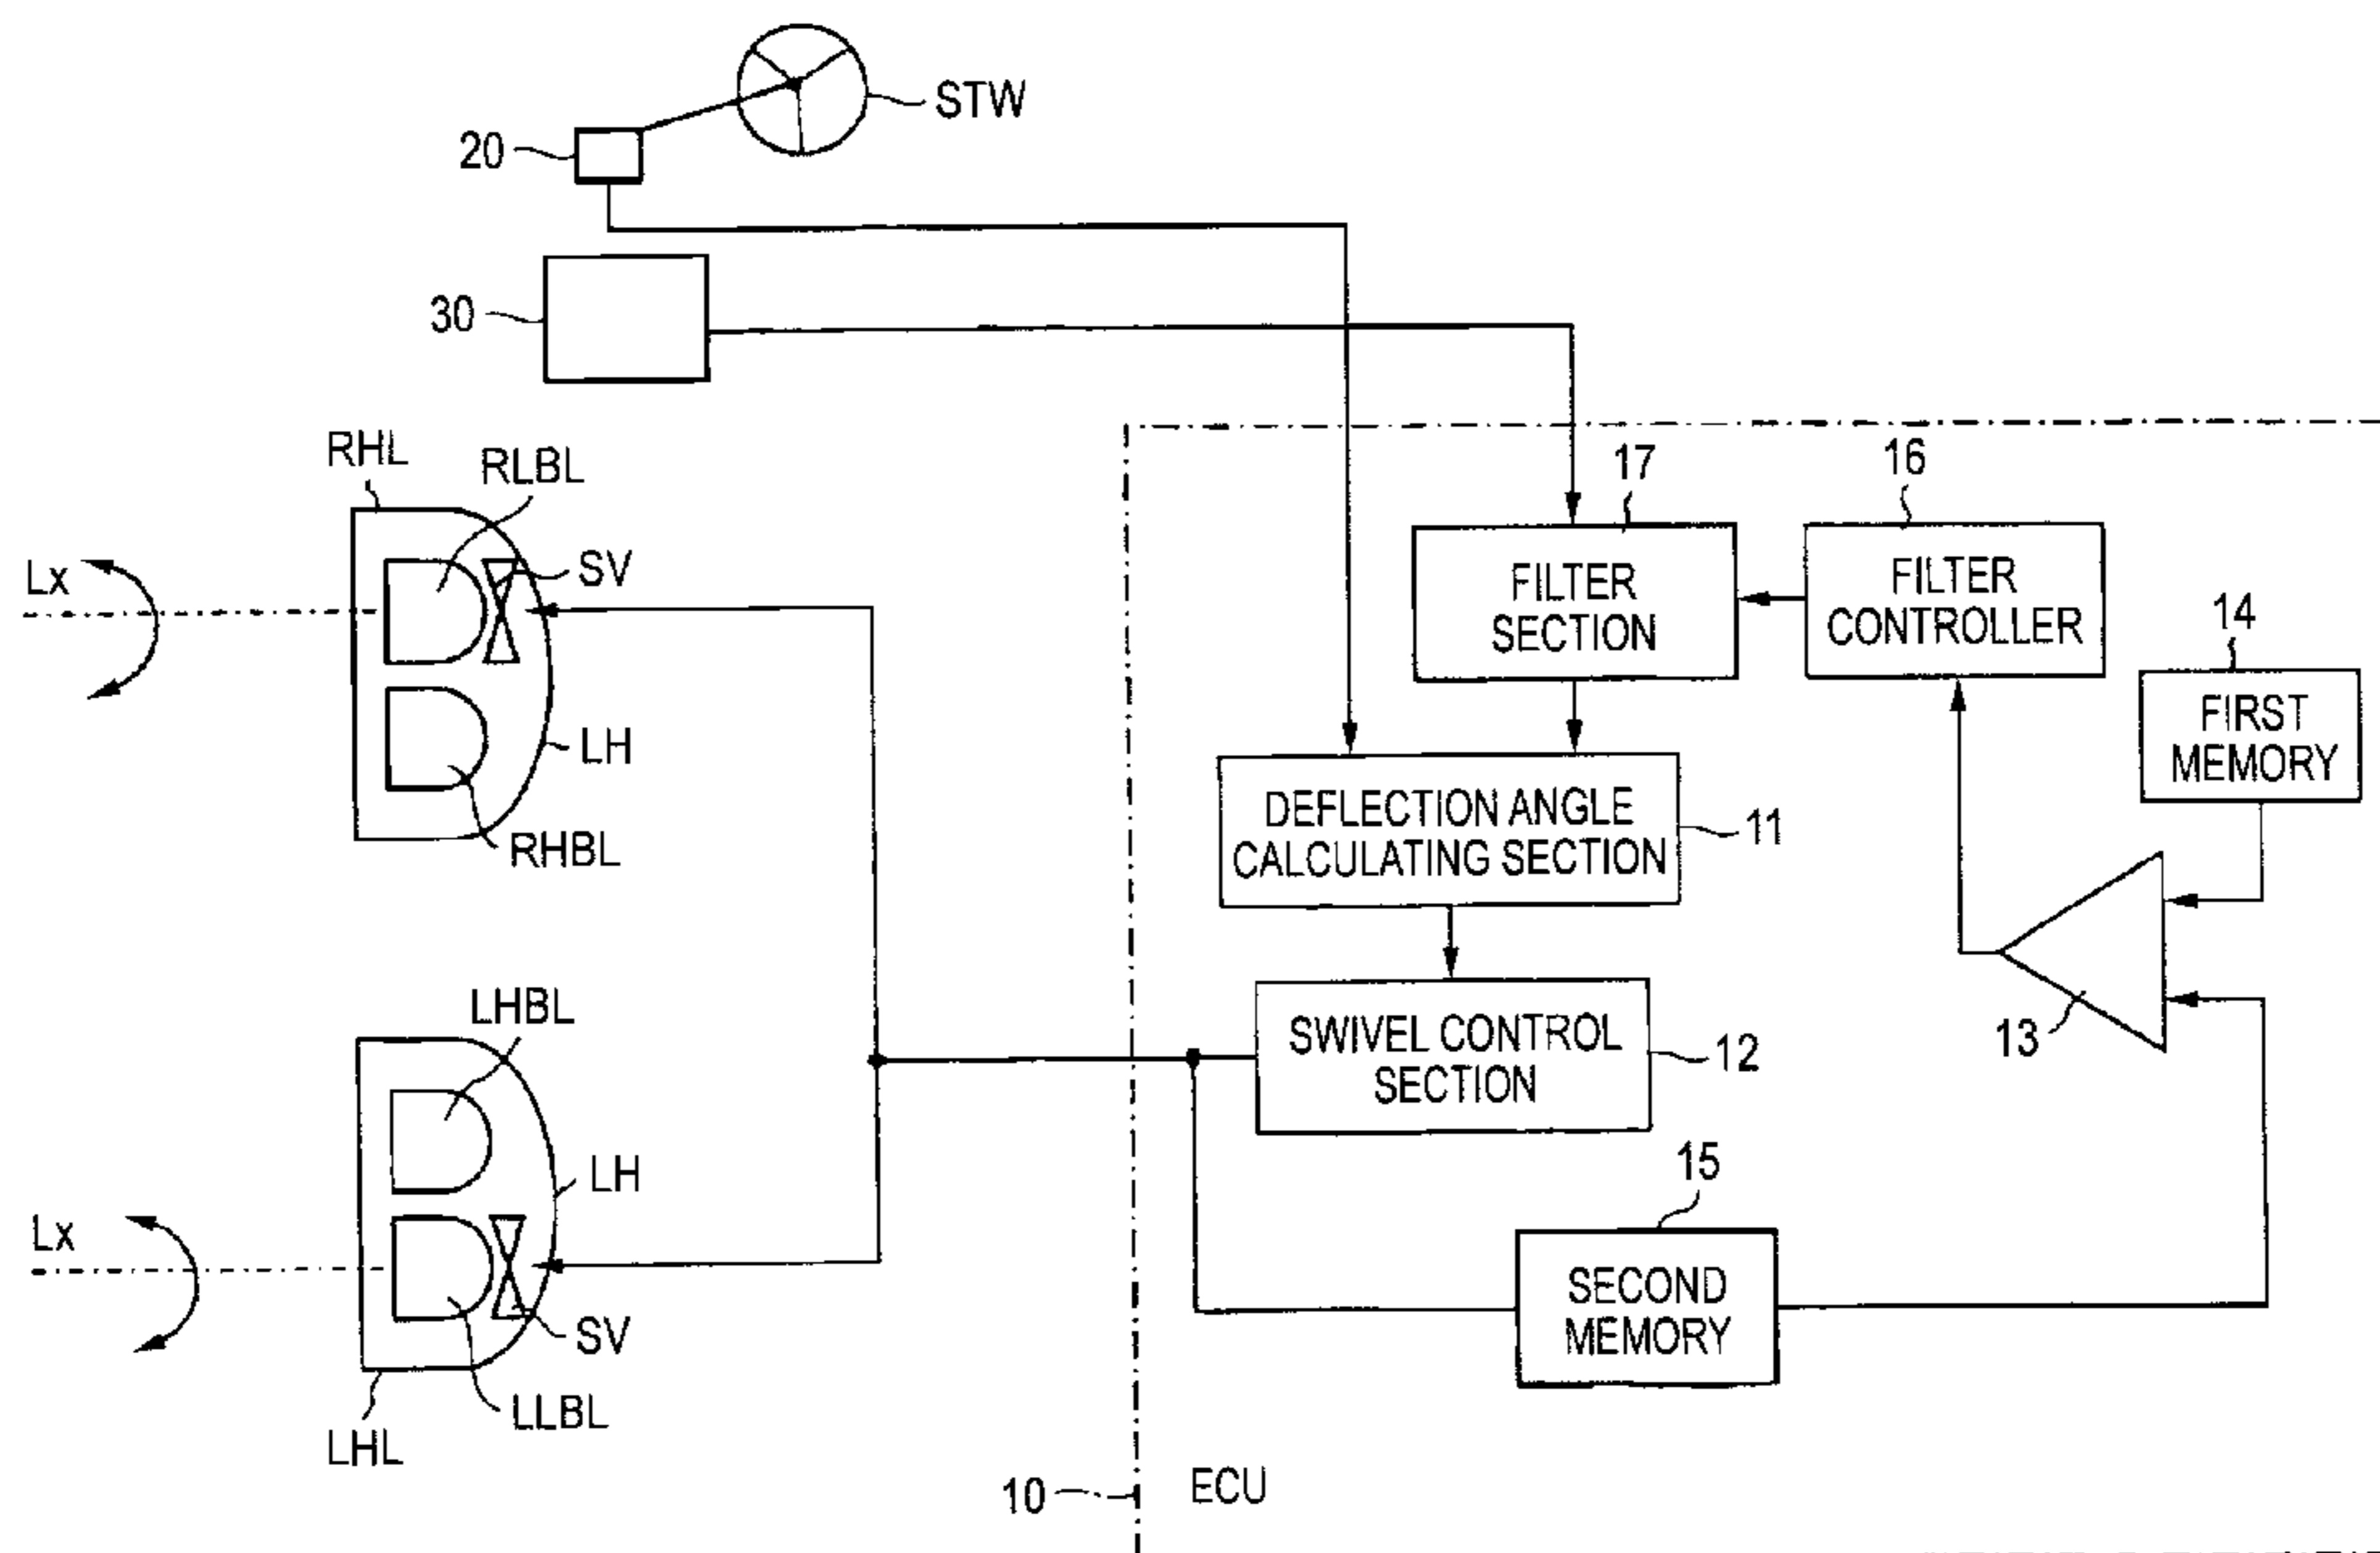 STW
20
30
RHL
RLBL
SV
Lx
LH
RHBL
17
16
FILTER
SECTION
FILTER
CONTROLLER
14
FIRST
MEMORY
DEFLECTION ANGLE
CALCULATING SECTION
11
13
SWIVEL CONTROL
SECTION
12
LHBL
LH
Lx
SV
LLBL
LHL
15
SECOND
MEMORY
10
ECU